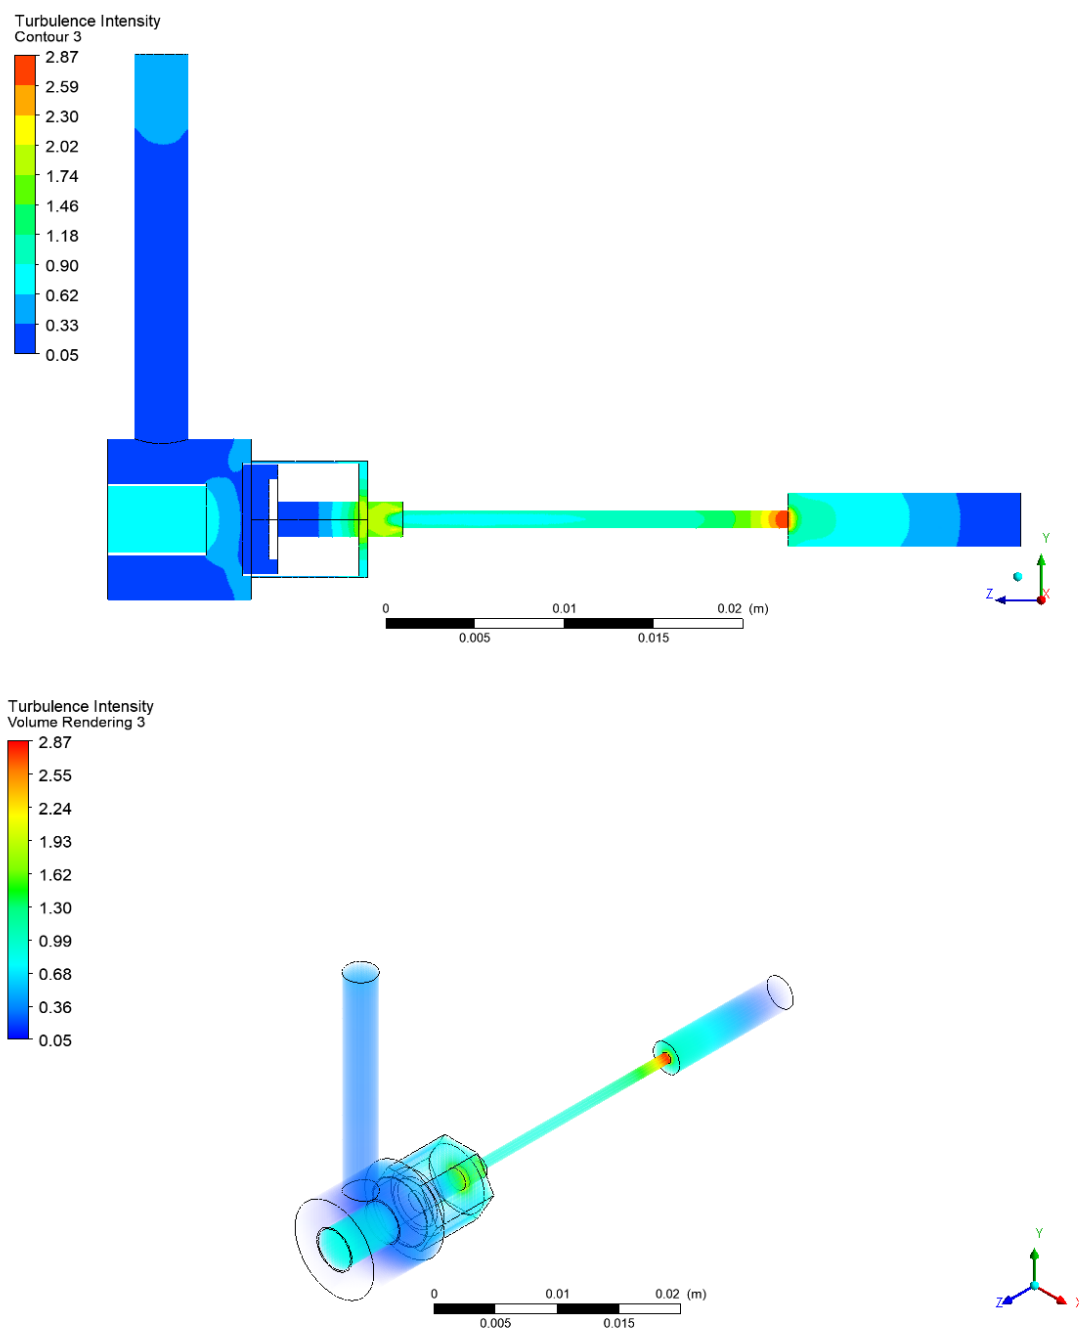 Turbulence Intensity
Contour 3
2.87
2.59
2.30
2.02
1.74
1.46
1.18
0.90
0.62
0.33
0.05
Y
Z
X
0 0.01 0.02 (m)
0.005 0.015
Turbulence Intensity
Volume Rendering 3
2.87
2.55
2.24
1.93
1.62
1.30
0.99
0.68
0.36
0.05
Y
Z
X
0 0.01 0.02 (m)
0.005 0.015